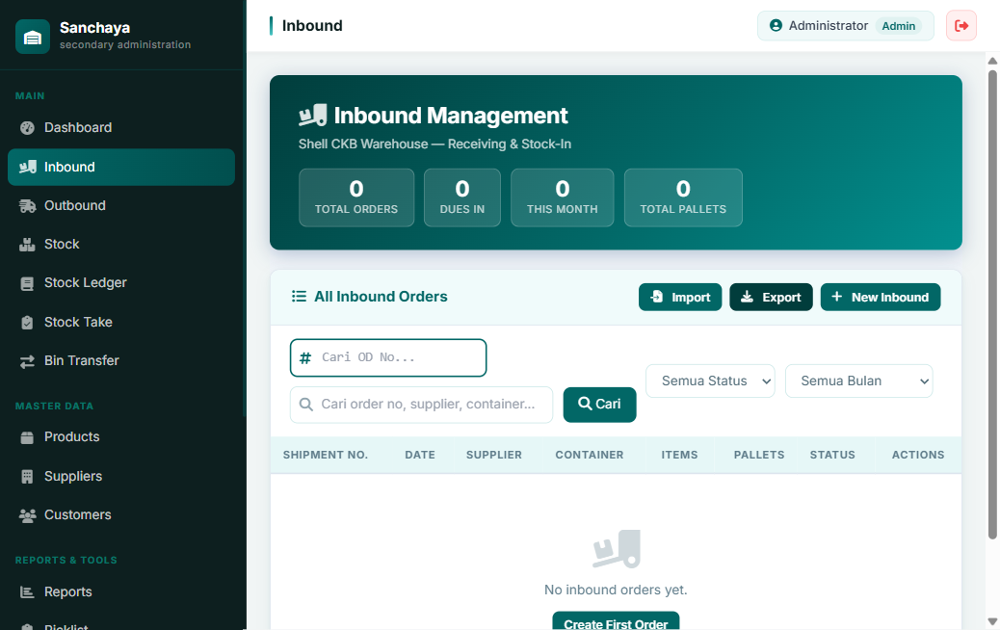 Sanchaya
secondary administration
MAIN
Dashboard
Inbound
Outbound
Stock
Stock Ledger
Stock Take
Bin Transfer
MASTER DATA
Products
Suppliers
Customers
REPORTS & TOOLS
Reports
Picklist
Inbound
Administrator Admin
Inbound Management
Shell CKB Warehouse — Receiving & Stock-In
0
TOTAL ORDERS
0
DUES IN
0
THIS MONTH
0
TOTAL PALLETS
All Inbound Orders
Import
Export
New Inbound
# Cari OD No...
Cari order no, supplier, container...
Cari
Semua Status
Semua Bulan
SHIPMENT NO. DATE SUPPLIER CONTAINER ITEMS PALLETS STATUS ACTIONS
No inbound orders yet.
Create First Order